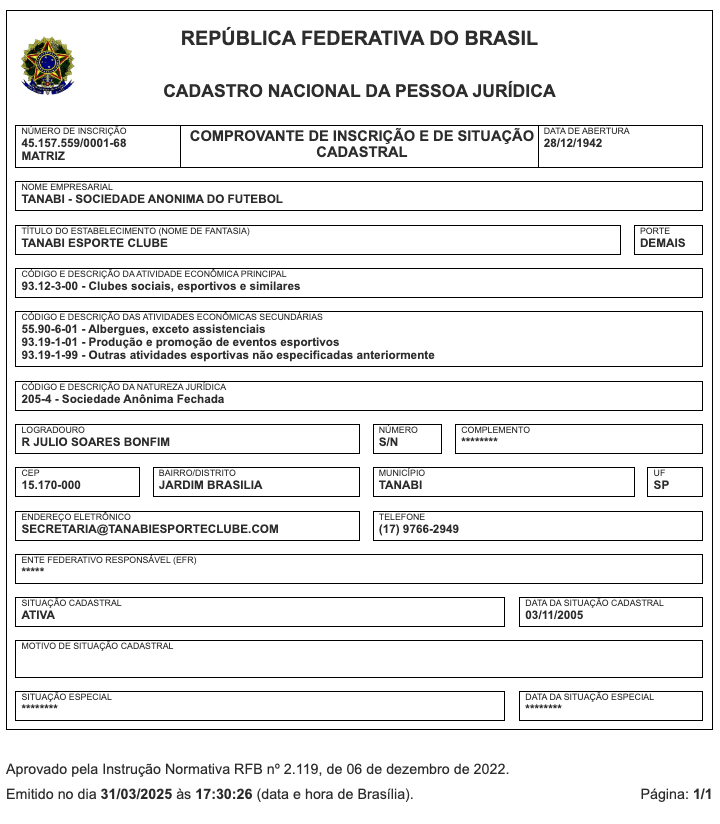 REPÚBLICA FEDERATIVA DO BRASIL
CADASTRO NACIONAL DA PESSOA JURÍDICA
NÚMERO DE INSCRIÇÃO
45.157.559/0001-68
MATRIZ
COMPROVANTE DE INSCRIÇÃO E DE SITUAÇÃO
CADASTRAL
DATA DE ABERTURA
28/12/1942
NOME EMPRESARIAL
TANABI - SOCIEDADE ANONIMA DO FUTEBOL
TÍTULO DO ESTABELECIMENTO (NOME DE FANTASIA)
TANABI ESPORTE CLUBE
PORTE
DEMAIS
CÓDIGO E DESCRIÇÃO DA ATIVIDADE ECONÔMICA PRINCIPAL
93.12-3-00 - Clubes sociais, esportivos e similares
CÓDIGO E DESCRIÇÃO DAS ATIVIDADES ECONÔMICAS SECUNDÁRIAS
55.90-6-01 - Albergues, exceto assistenciais
93.19-1-01 - Produção e promoção de eventos esportivos
93.19-1-99 - Outras atividades esportivas não especificadas anteriormente
CÓDIGO E DESCRIÇÃO DA NATUREZA JURÍDICA
205-4 - Sociedade Anônima Fechada
LOGRADOURO
R JULIO SOARES BONFIM
NÚMERO
S/N
COMPLEMENTO
********
CEP
15.170-000
BAIRRO/DISTRITO
JARDIM BRASILIA
MUNICÍPIO
TANABI
UF
SP
ENDEREÇO ELETRÔNICO
SECRETARIA@TANABIESPORTECLUBE.COM
TELEFONE
(17) 9766-2949
ENTE FEDERATIVO RESPONSÁVEL (EFR)
*****
SITUAÇÃO CADASTRAL
ATIVA
DATA DA SITUAÇÃO CADASTRAL
03/11/2005
MOTIVO DE SITUAÇÃO CADASTRAL
SITUAÇÃO ESPECIAL
********
DATA DA SITUAÇÃO ESPECIAL
********
Aprovado pela Instrução Normativa RFB nº 2.119, de 06 de dezembro de 2022.
Emitido no dia 31/03/2025 às 17:30:26 (data e hora de Brasília).
Página: 1/1